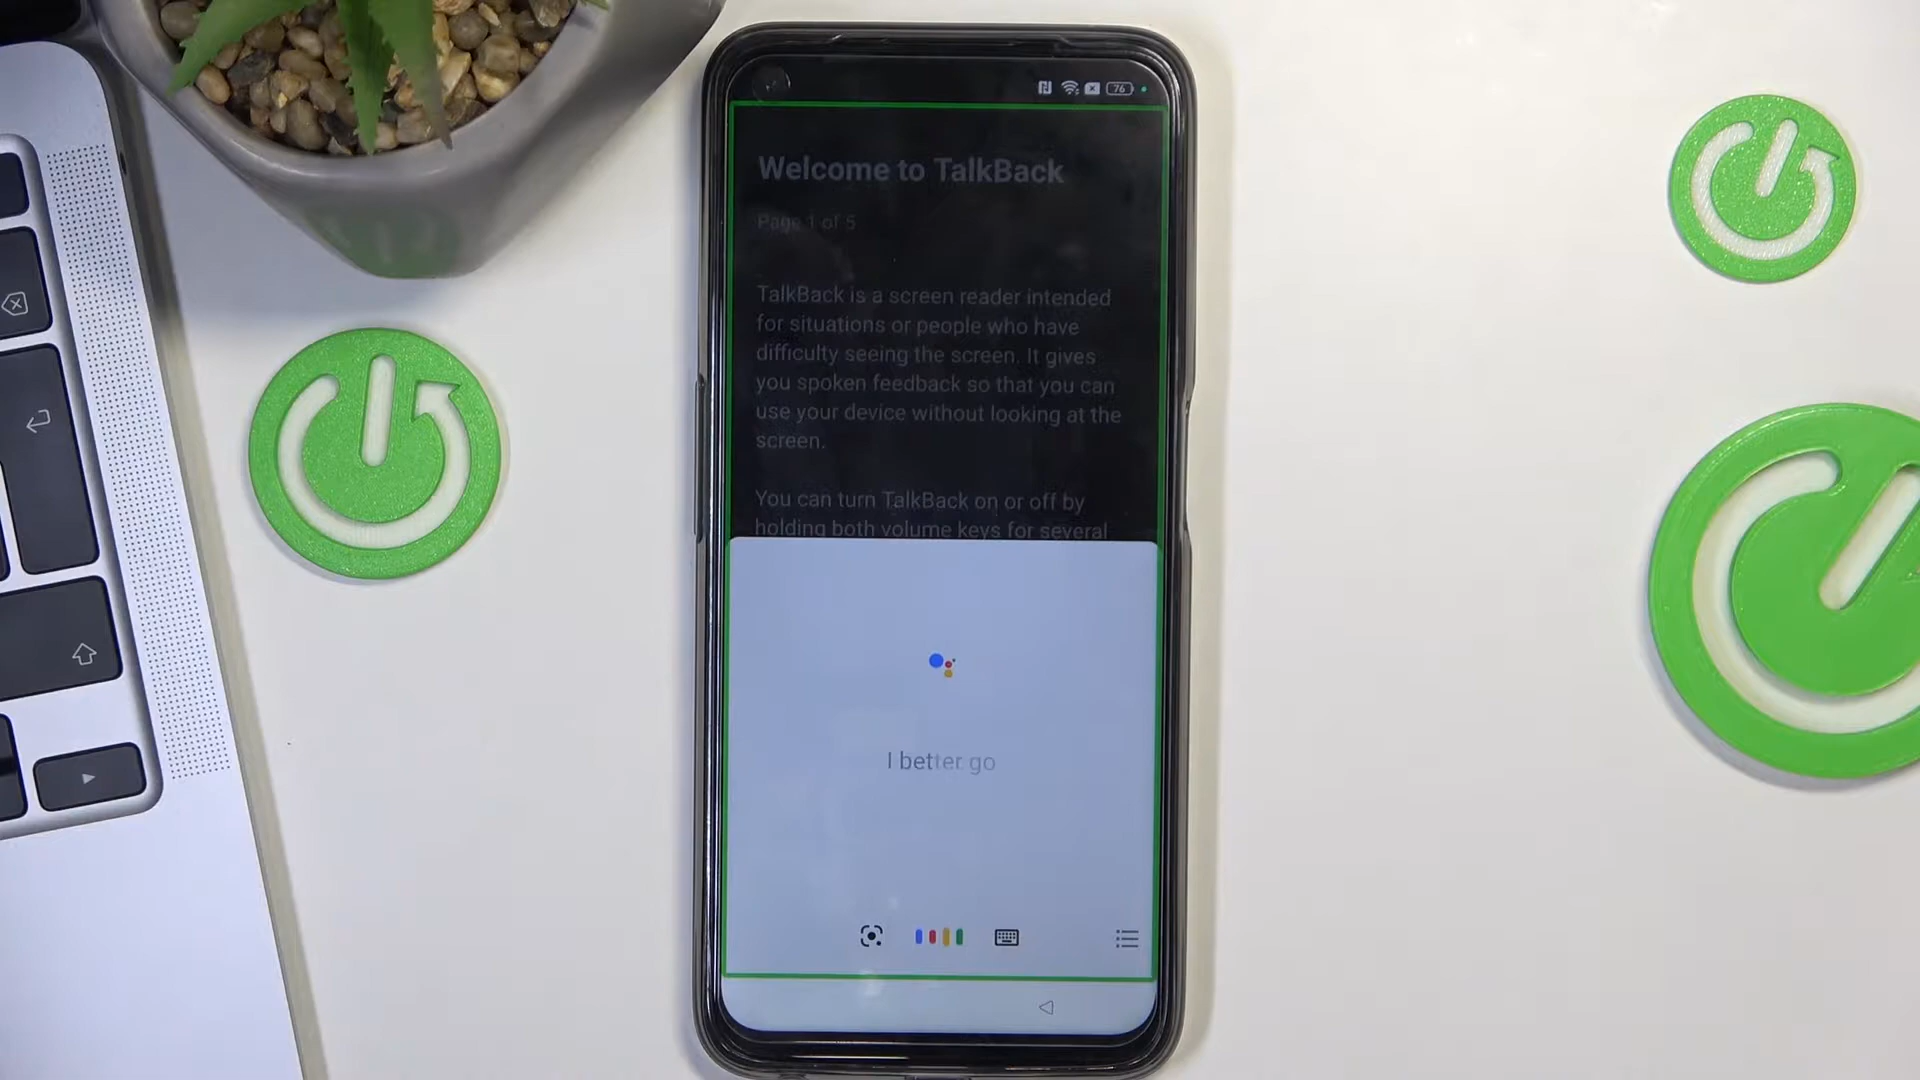 76
Welcome to TalkBack
Page 1 of 5
TalkBack is a screen reader intended
for situations or people who have
difficulty seeing the screen. It gives
you spoken feedback so that you can
use your device without looking at the
screen.
You can turn TalkBack on or off by
holding both volume keys for several
I better go